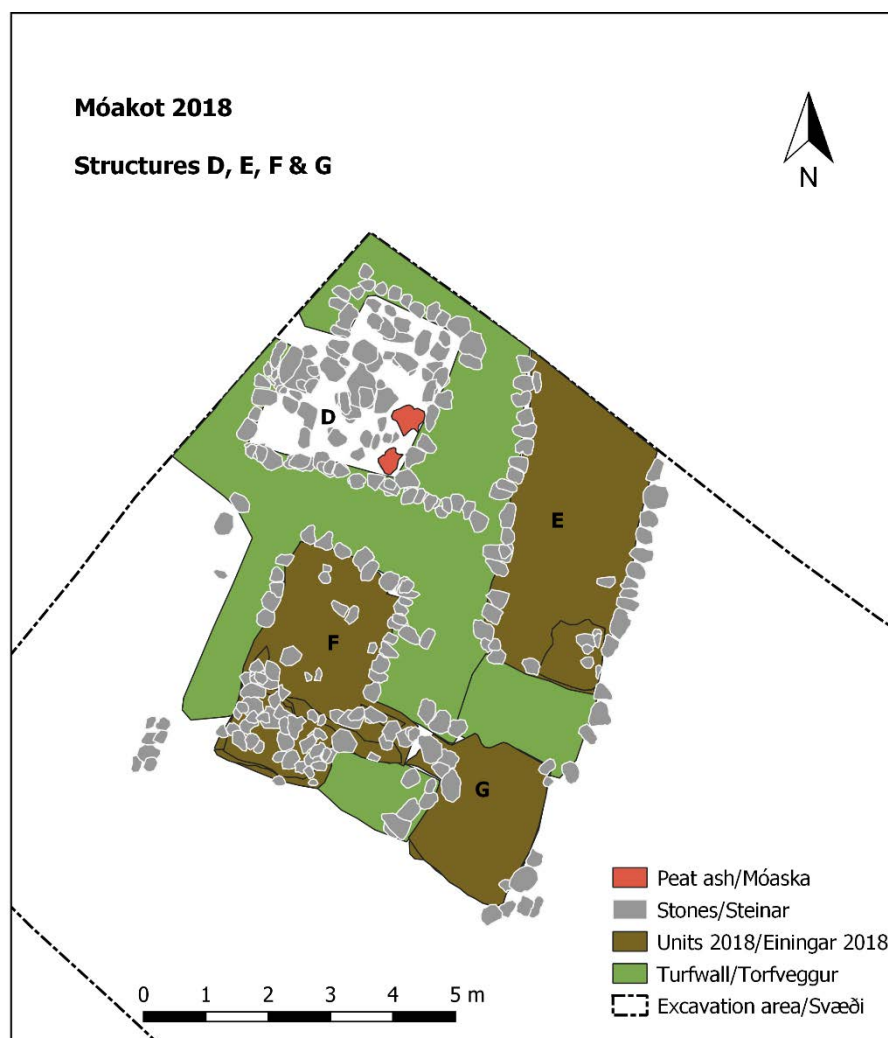 Móakot 2018
Structures D, E, F & G
N
D
E
F
G
Peat ash/Móaska
Stones/Steinar
Units 2018/Einingar 2018
Turfwall/Torfveggur
Excavation area/Svæði
0 1 2 3 4 5 m